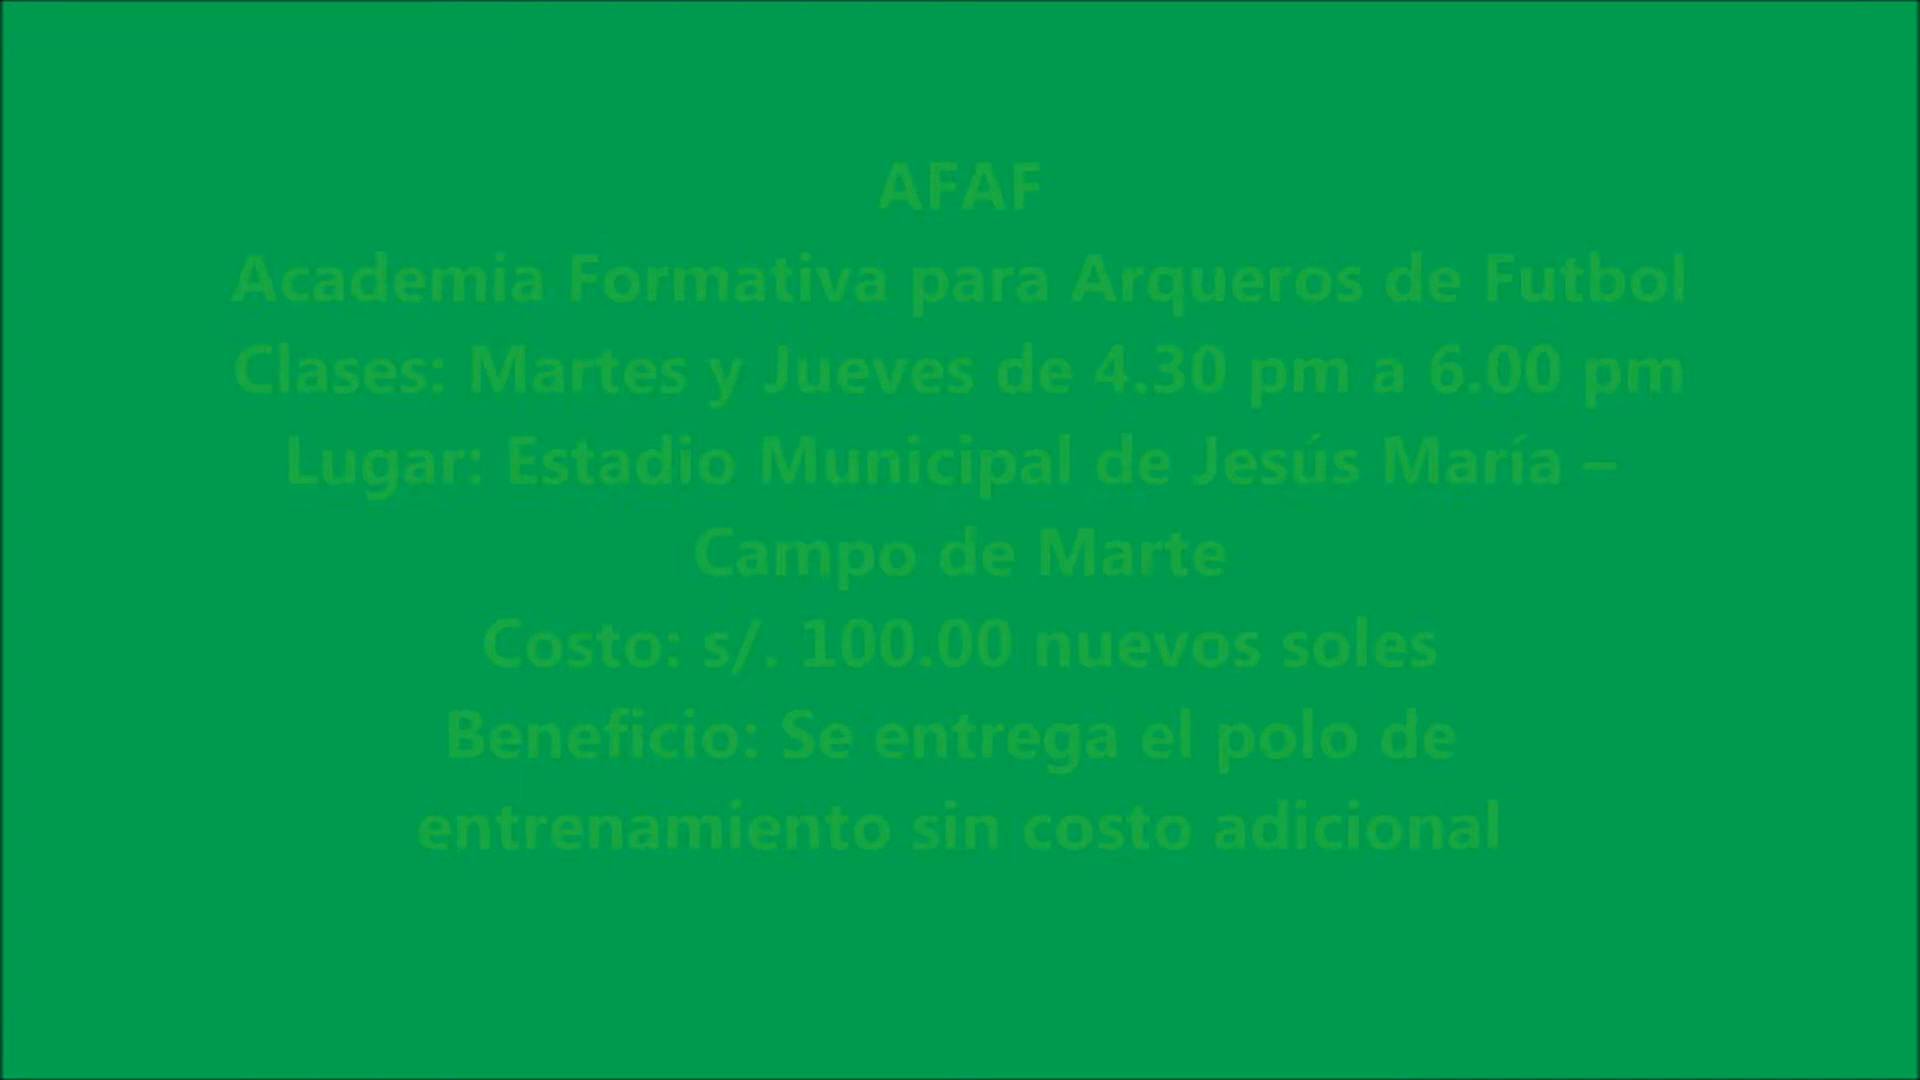 AFAF
Academia Formativa para Arqueros de Futbol
Clases: Martes y Jueves de 4.30 pm a 6.00 pm
Lugar: Estadio Municipal de Jesús María –
Campo de Marte
Costo: s/. 100.00 nuevos soles
Beneficio: Se entrega el polo de
entrenamiento sin costo adicional